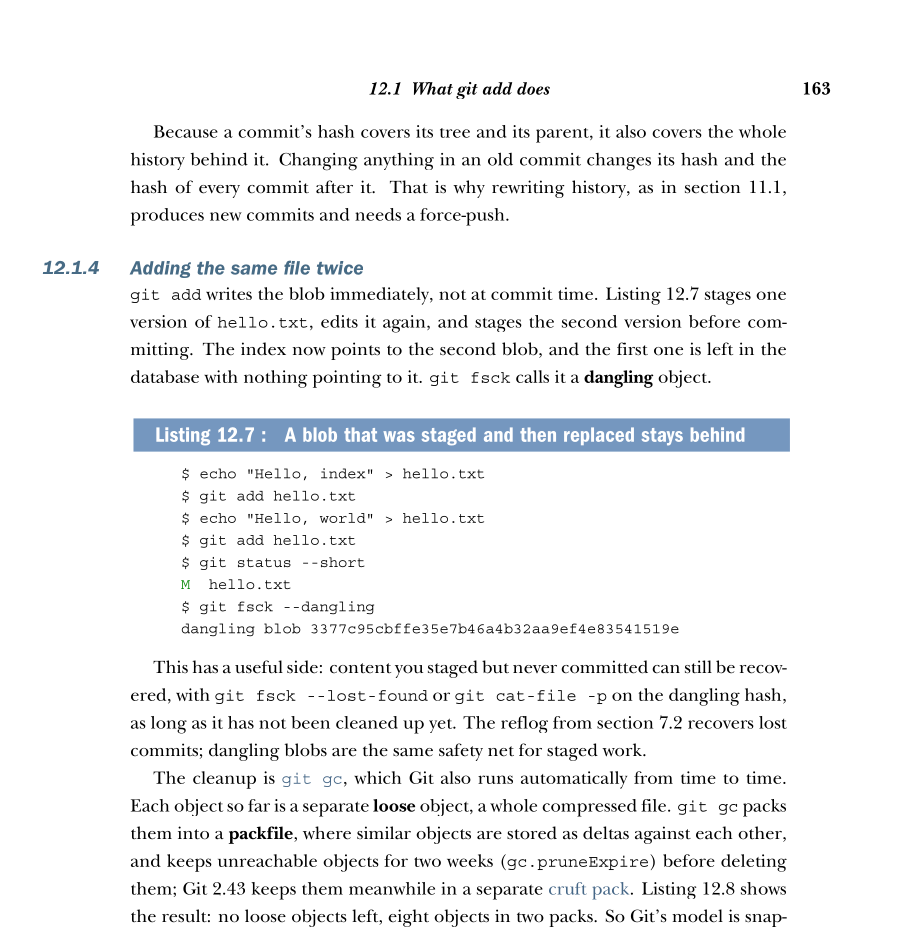 12.1 What git add does 163
Because a commit's hash covers its tree and its parent, it also covers the whole
history behind it. Changing anything in an old commit changes its hash and the
hash of every commit after it. That is why rewriting history, as in section 11.1,
produces new commits and needs a force-push.
12.1.4 Adding the same file twice
git add writes the blob immediately, not at commit time. Listing 12.7 stages one
version of hello.txt, edits it again, and stages the second version before com-
mitting. The index now points to the second blob, and the first one is left in the
database with nothing pointing to it. git fsck calls it a dangling object.
Listing 12.7 : A blob that was staged and then replaced stays behind
$ echo "Hello, index" > hello.txt
$ git add hello.txt
$ echo "Hello, world" > hello.txt
$ git add hello.txt
$ git status --short
M  hello.txt
$ git fsck --dangling
dangling blob 3377c95cbffe35e7b46a4b32aa9ef4e83541519e
This has a useful side: content you staged but never committed can still be recov-
ered, with git fsck --lost-found or git cat-file -p on the dangling hash,
as long as it has not been cleaned up yet. The reflog from section 7.2 recovers lost
commits; dangling blobs are the same safety net for staged work.
The cleanup is git gc, which Git also runs automatically from time to time.
Each object so far is a separate loose object, a whole compressed file. git gc packs
them into a packfile, where similar objects are stored as deltas against each other,
and keeps unreachable objects for two weeks (gc.pruneExpire) before deleting
them; Git 2.43 keeps them meanwhile in a separate cruft pack. Listing 12.8 shows
the result: no loose objects left, eight objects in two packs. So Git's model is snap-